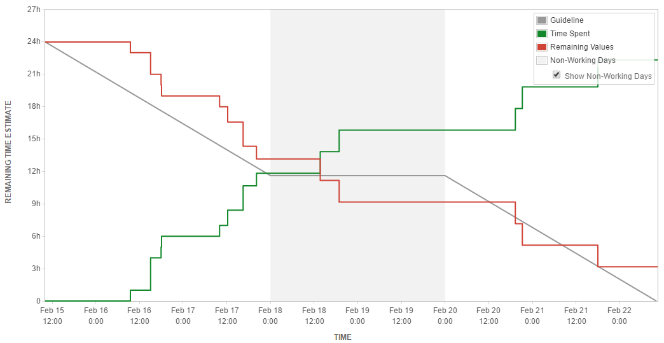 27h
24h
21h
18h
15h
12h
9h
6h
3h
0
REMAINING TIME ESTIMATE
Guideline
Time Spent
Remaining Values
Non-Working Days
Show Non-Working Days
Feb 15 Feb 16 Feb 16 Feb 17 Feb 17 Feb 18 Feb 18 Feb 19 Feb 19 Feb 20 Feb 20 Feb 21 Feb 21 Feb 22
12:00 0:00 12:00 0:00 12:00 0:00 12:00 0:00 12:00 0:00 12:00 0:00 12:00 0:00
TIME